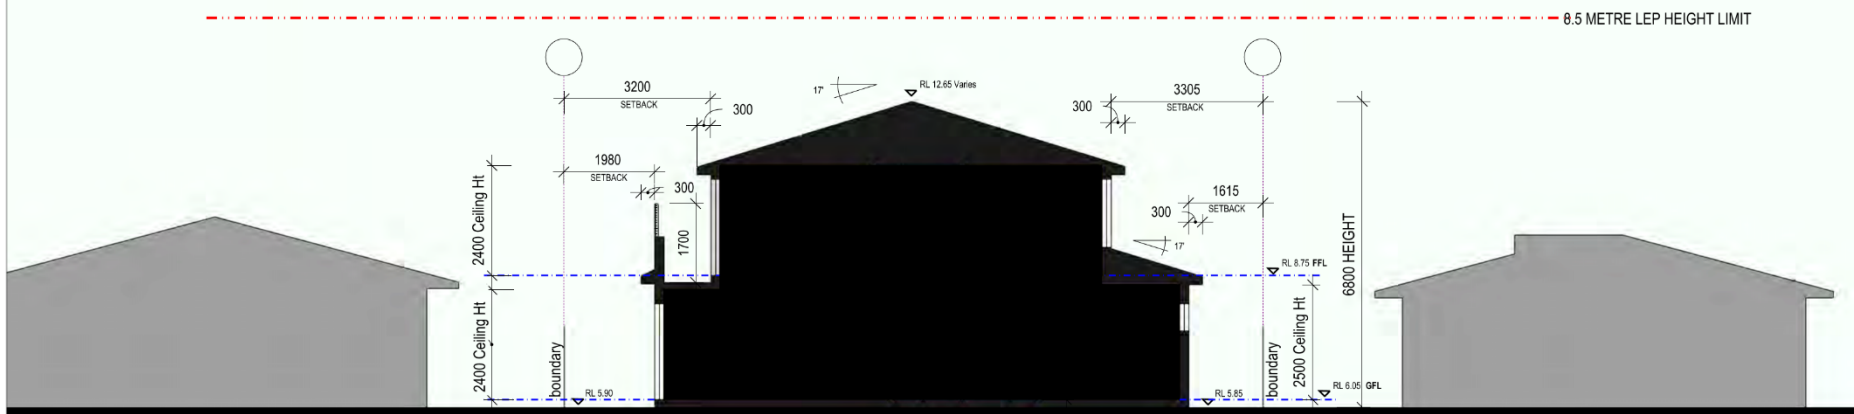 8.5 METRE LEP HEIGHT LIMIT
3200
SETBACK
300
17'
RL 12.65 Varies
300
3305
SETBACK
1980
SETBACK
300
1700
2400 Ceiling Ht
2400 Ceiling Ht
boundary
RL 5.90
1615
SETBACK
300
17'
RL 8.75 FFL
6800 HEIGHT
2500 Ceiling Ht
boundary
RL 5.85
RL 6.05 GFL